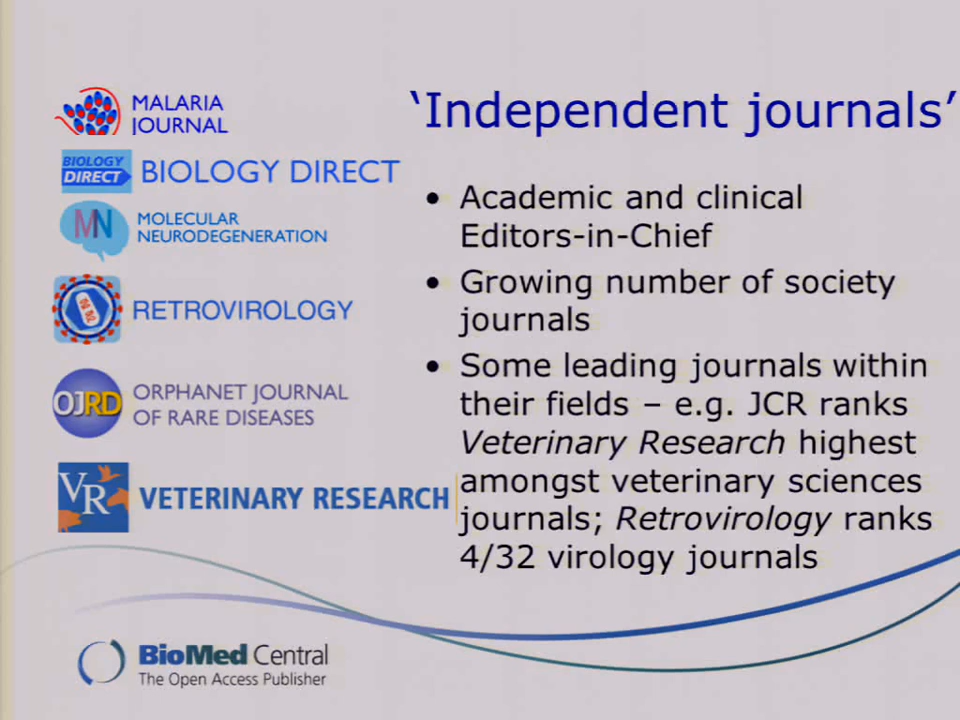 MALARIA
JOURNAL
BIOLOGY
DIRECT
BIOLOGY DIRECT
MN
MOLECULAR
NEURODEGENERATION
RETROVIROLOGY
OJRD
ORPHANET JOURNAL
OF RARE DISEASES
VR
VETERINARY RESEARCH
‘Independent journals’
• Academic and clinical
Editors-in-Chief
• Growing number of society
journals
• Some leading journals within
their fields – e.g. JCR ranks
Veterinary Research highest
amongst veterinary sciences
journals; Retrovirology ranks
4/32 virology journals
BioMed Central
The Open Access Publisher